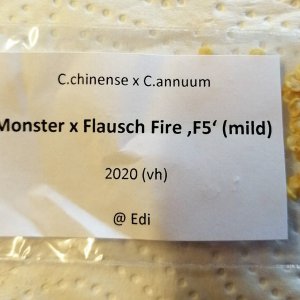 C.chinense x C.annuum
Monster x Flausch Fire ‚F5‘ (mild)
2020 (vh)
@ Edi